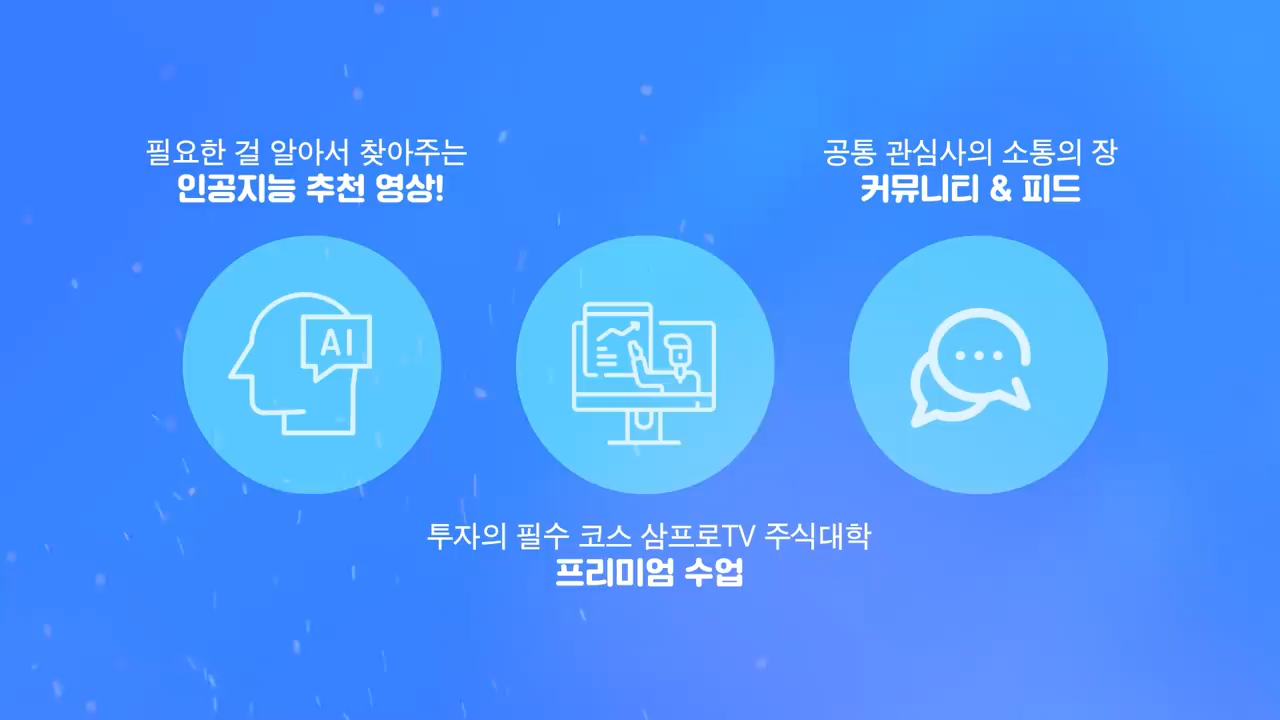 필요한 걸 알아서 찾아주는
인공지능 추천 영상!
공통 관심사의 소통의 장
커뮤니티 & 피드
AI
투자의 필수 코스 삼프로TV 주식대학
프리미엄 수업